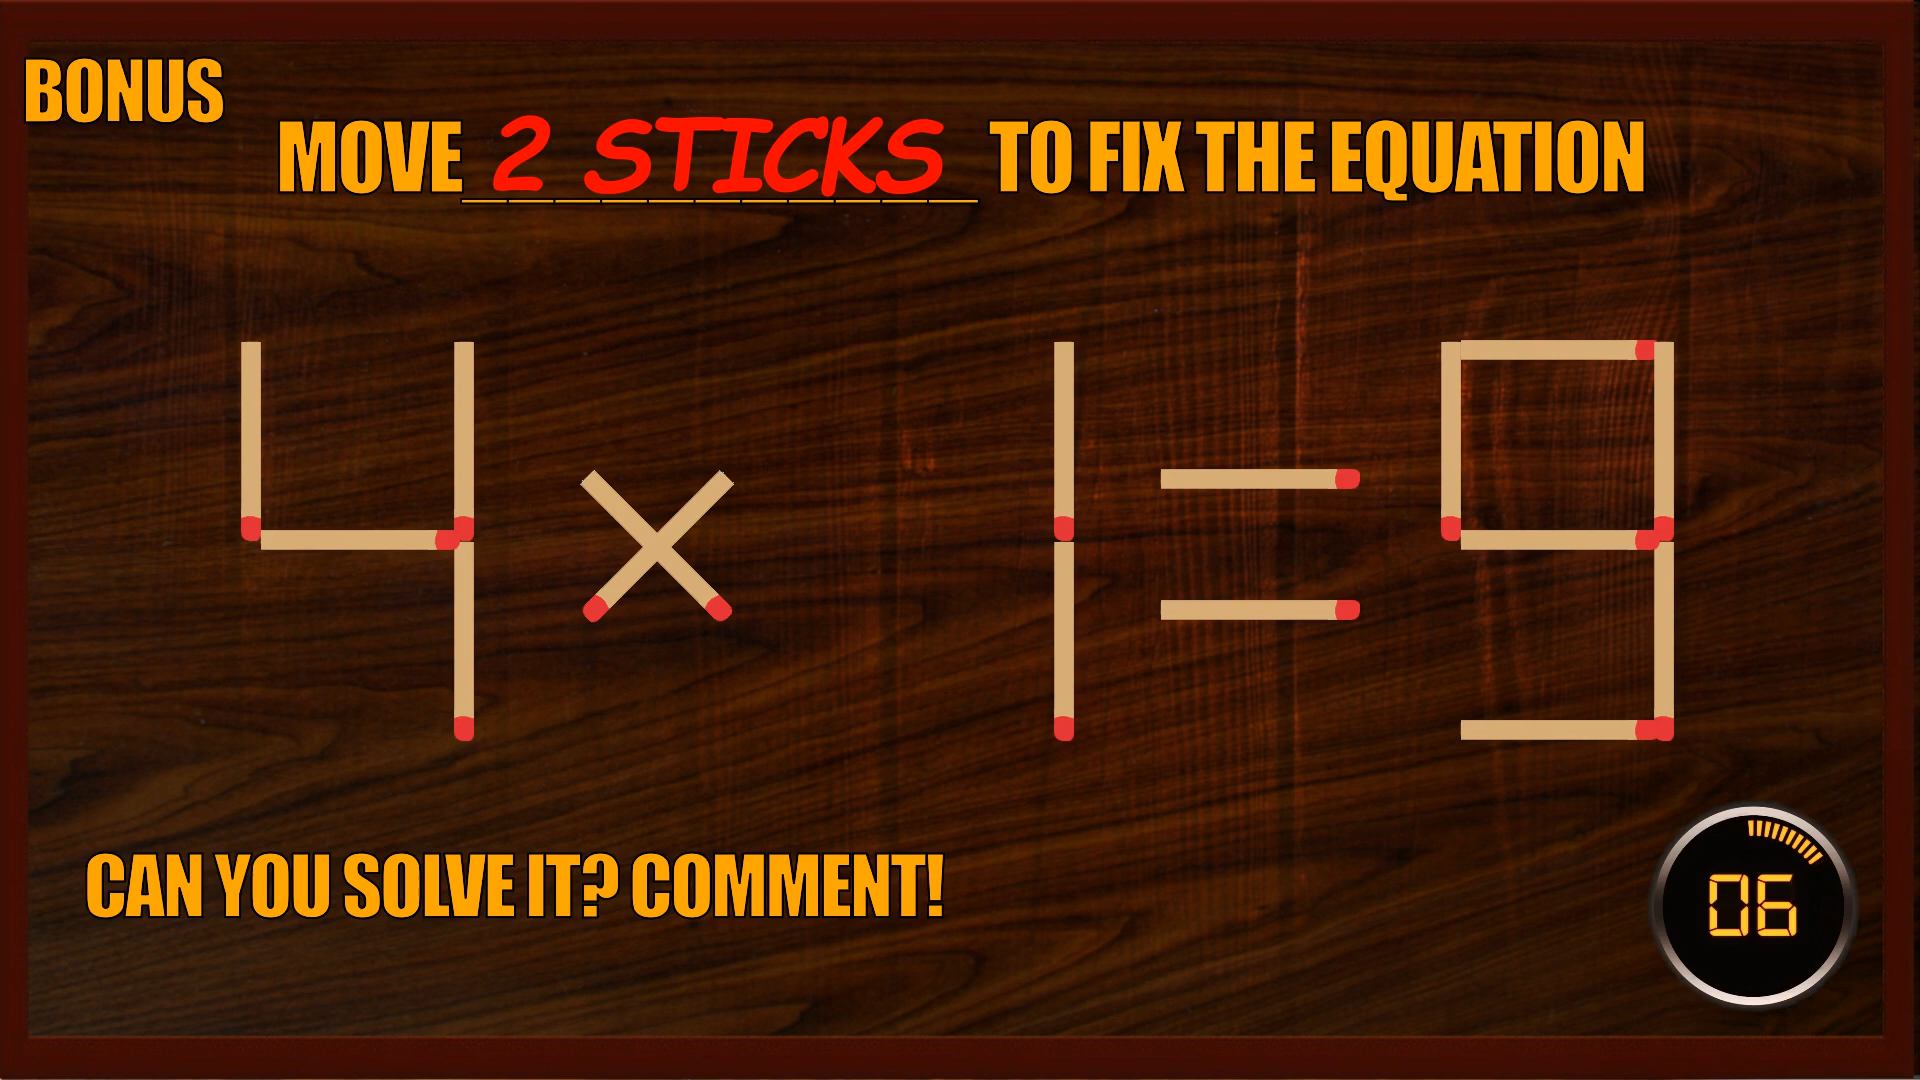 BONUS
MOVE 2 STICKS TO FIX THE EQUATION
4 × 1 = 9
CAN YOU SOLVE IT? COMMENT!
06